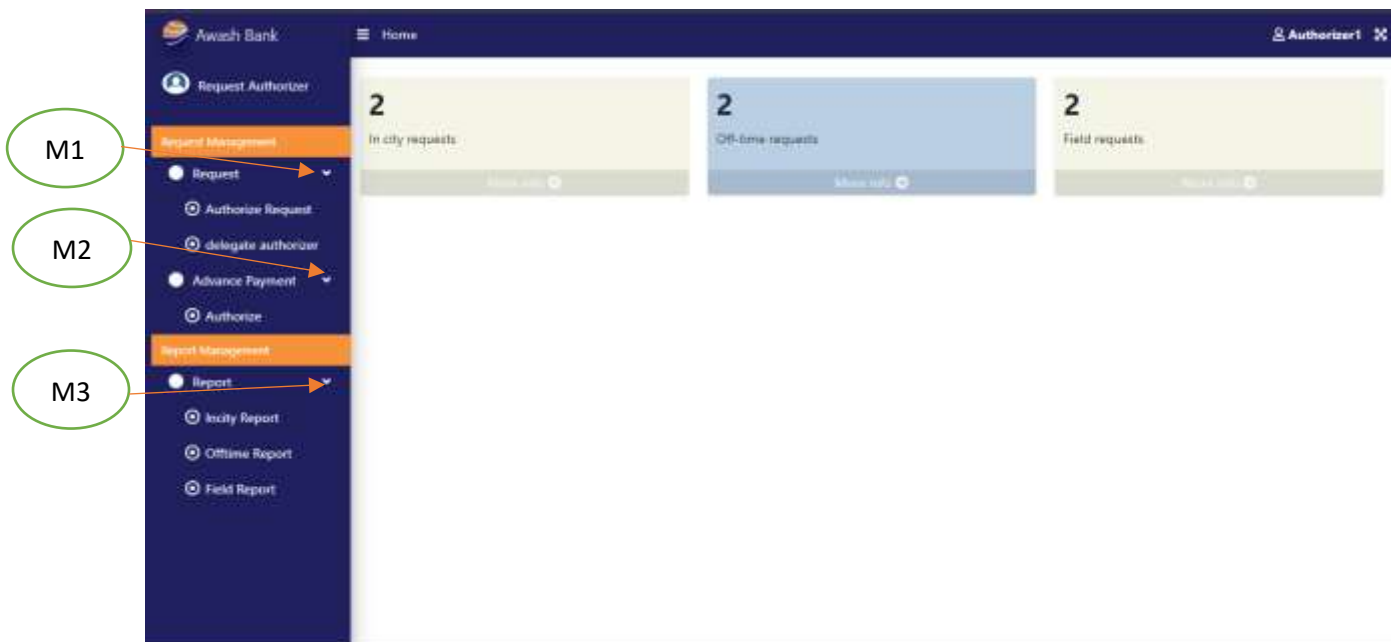 Awash Bank
Home
Authorizer1
Request Authorizer
2
In city requests
More info
2
Off-time requests
More info
2
Field requests
More info
M1
Request Management
Request
Authorize Request
M2
delegate authorizer
Advance Payment
Authorize
Report Management
M3
Report
Incity Report
Offtime Report
Field Report